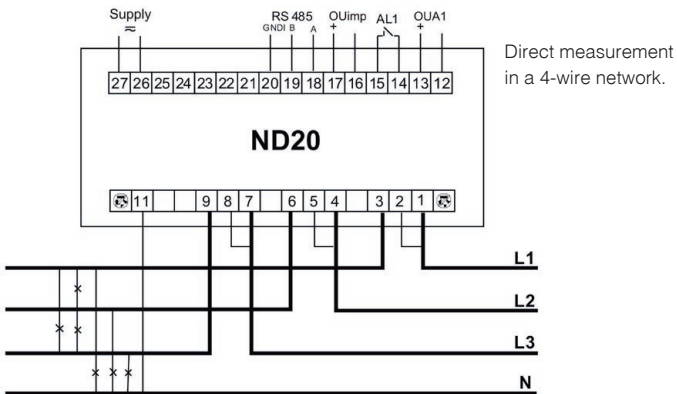 Supply
RS 485
OUimp
AL1
OUA1
GNDI B A
+
+
27 26 25 24 23 22 21 20 19 18 17 16 15 14 13 12
Direct measurement
in a 4-wire network.
ND20
11 9 8 7 6 5 4 3 2 1
L1
L2
L3
N